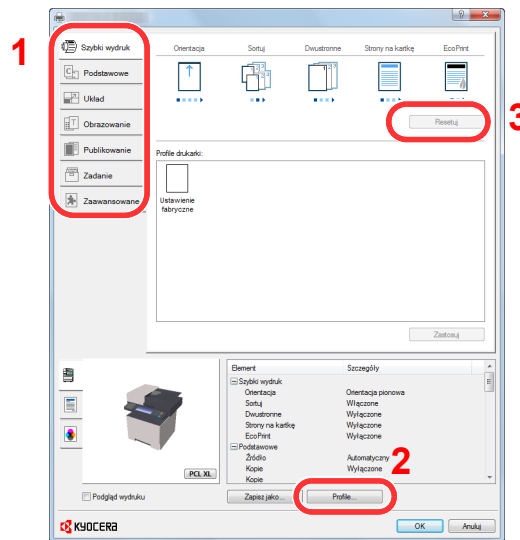 1
Szybki wydruk
Podstawowe
Układ
Obrazowanie
Publikowanie
Zadanie
Zaawansowane
Orientacja Sortuj Dwustronne Strony na kartkę EcoPrint
Resetuj
3
Profile drukarki:
Ustawienie
fabryczne
Zastosuj
Element Szczegóły
Szybki wydruk
Orientacja Orientacja pionowa
Sortuj Włączone
Dwustronne Wyłączone
Strony na kartkę Wyłączone
EcoPrint Wyłączone
Podstawowe
Źródło Automatyczny
Kopie Wyłączone
Kopie
2
PCL XL
Podgląd wydruku
Zapisz jako...
Profile...
KYOCERA
OK
Anuluj